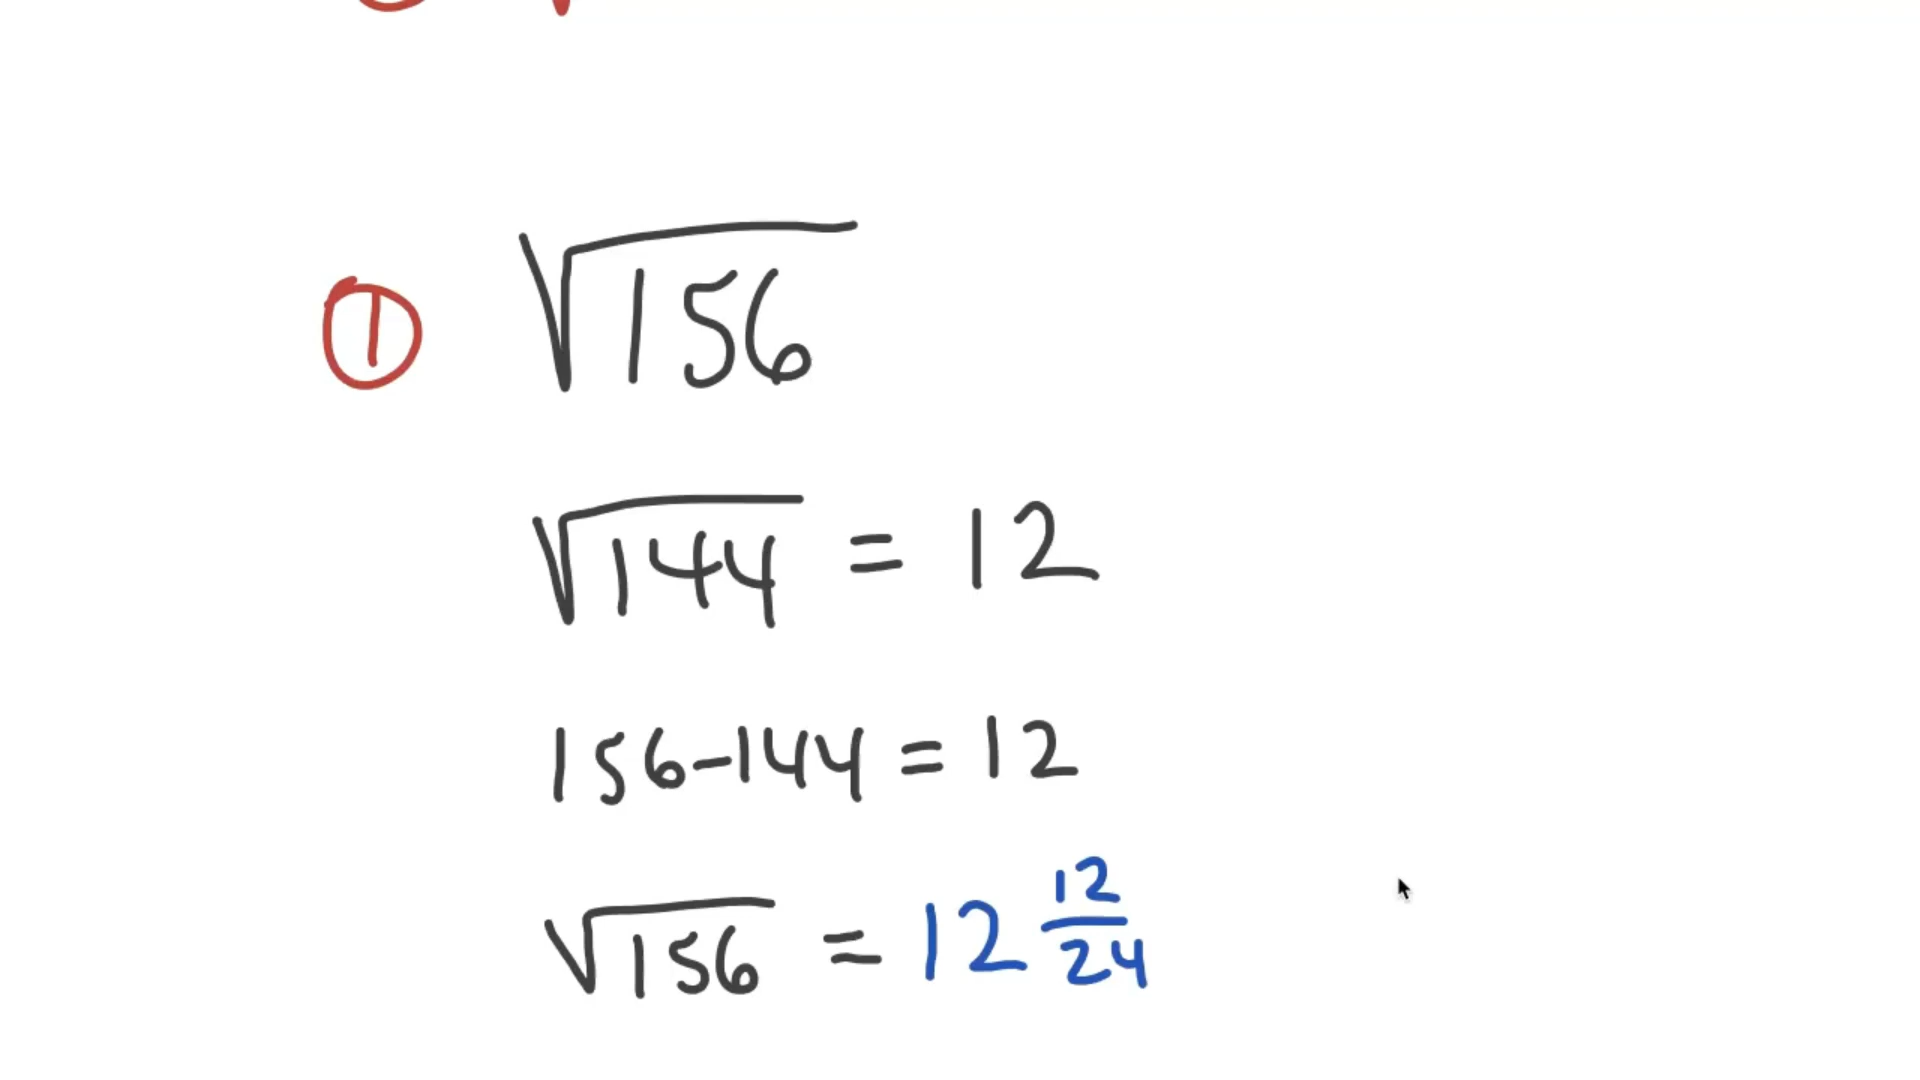 ① √156
√144 = 12
156-144 = 12
√156 = 12 12/24